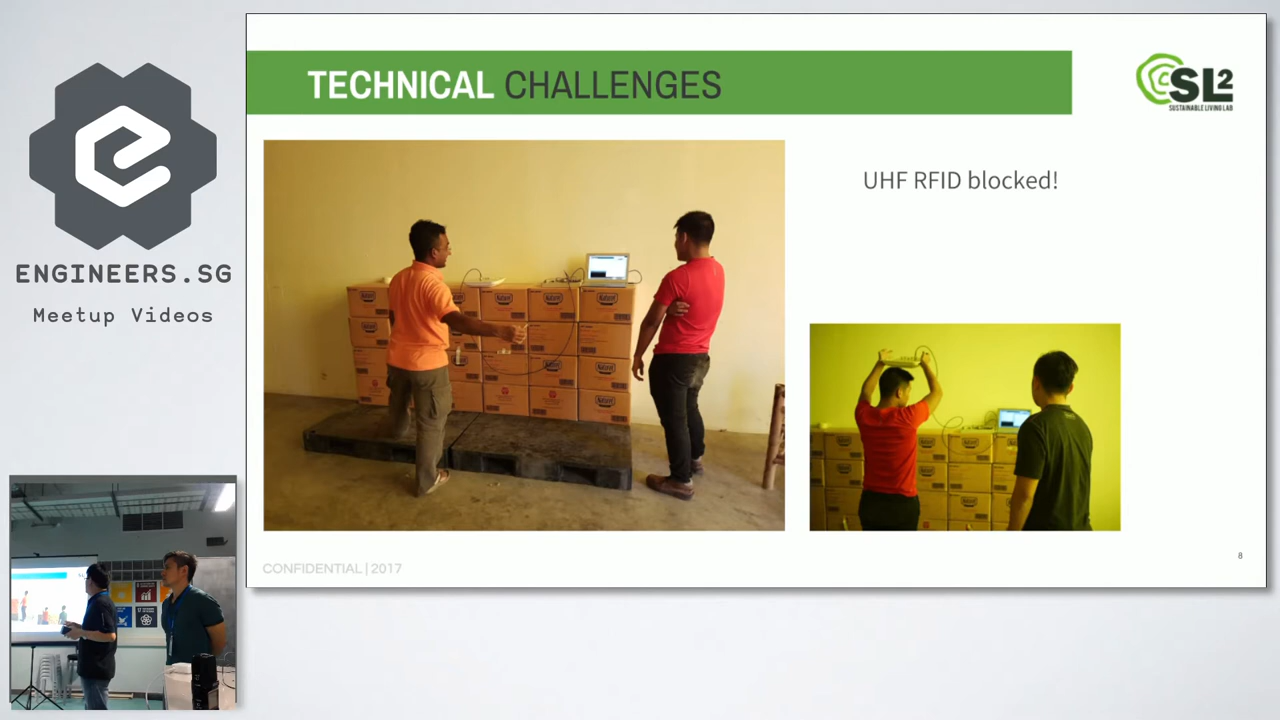 ENGINEERS.SG
Meetup Videos
TECHNICAL CHALLENGES
SL2
SUSTAINABLE LIVING LAB
UHF RFID blocked!
CONFIDENTIAL | 2017
8